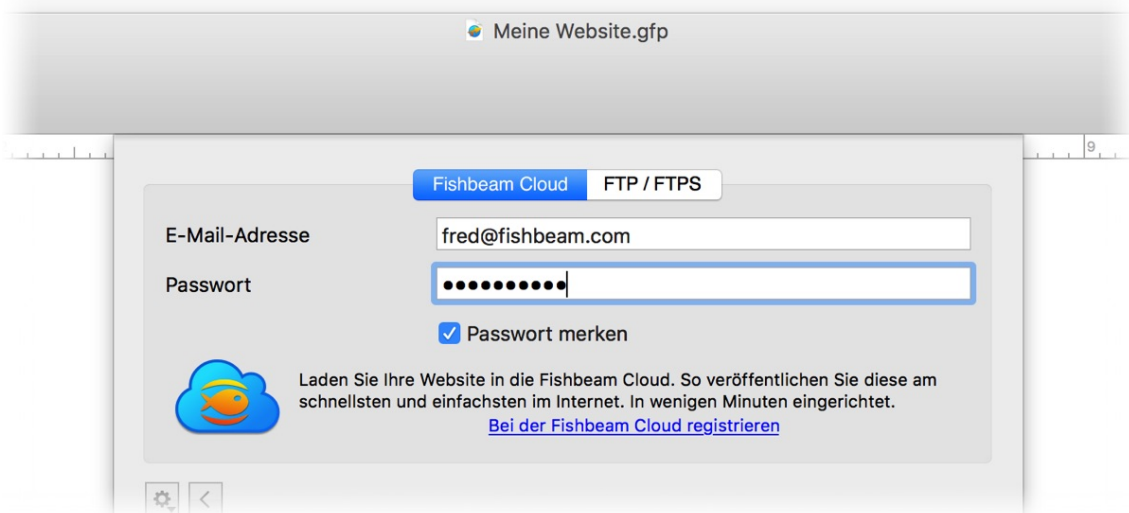 Meine Website.gfp
9
Fishbeam Cloud FTP / FTPS
E-Mail-Adresse fred@fishbeam.com
Passwort ●●●●●●●●●●
Passwort merken
Laden Sie Ihre Website in die Fishbeam Cloud. So veröffentlichen Sie diese am
schnellsten und einfachsten im Internet. In wenigen Minuten eingerichtet.
Bei der Fishbeam Cloud registrieren